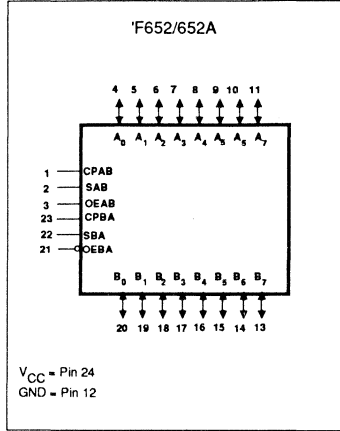 'F652/652A
4 5 6 7 8 9 10 11
A0 A1 A2 A3 A4 A5 A6 A7
1 CPAB
2 SAB
3 OEAB
23 CPBA
22 SBA
21 OEBA
B0 B1 B2 B3 B4 B5 B6 B7
20 19 18 17 16 15 14 13
VCC = Pin 24
GND = Pin 12